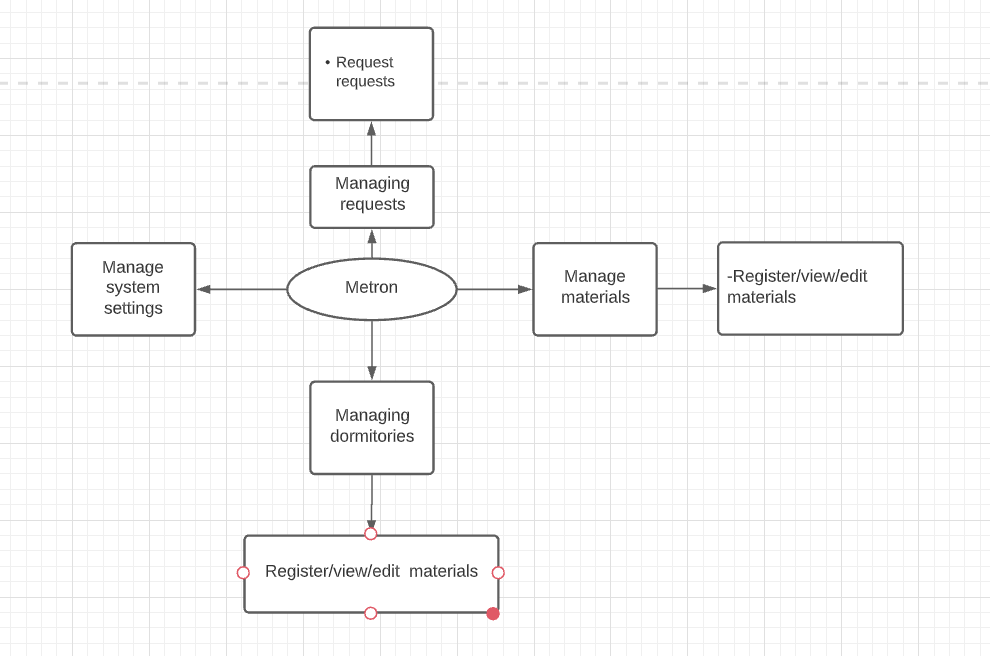 • Request
requests
Managing
requests
Manage
system
settings
Metron
Manage
materials
-Register/view/edit
materials
Managing
dormitories
Register/view/edit  materials